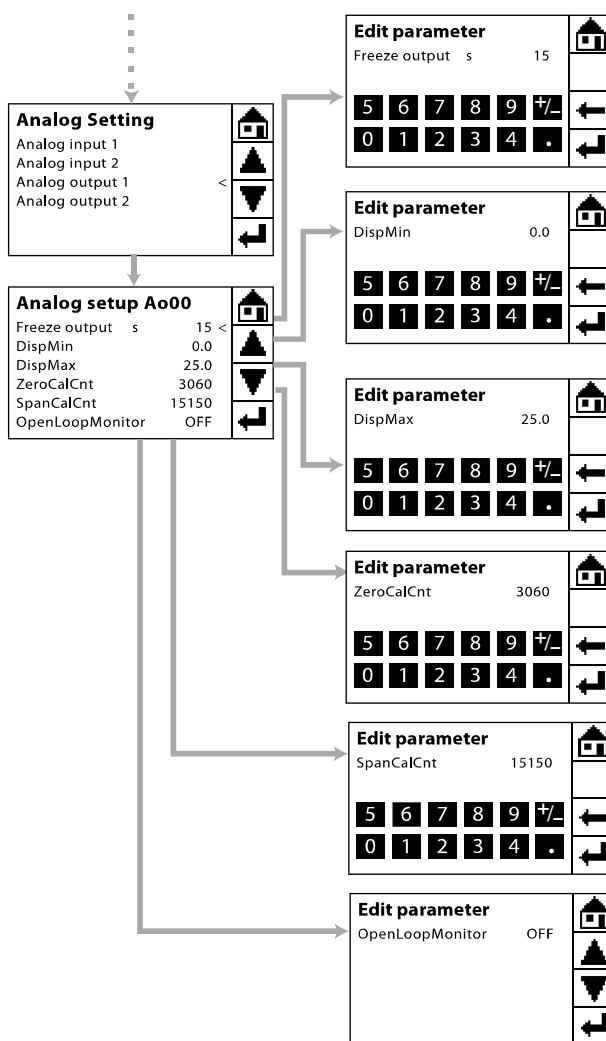 Analog Setting
Analog input 1
Analog input 2
Analog output 1 <
Analog output 2
Analog setup Ao00
Freeze output s 15 <
DispMin 0.0
DispMax 25.0
ZeroCalCnt 3060
SpanCalCnt 15150
OpenLoopMonitor OFF
Edit parameter
Freeze output s 15
5 6 7 8 9 +/-
0 1 2 3 4 .
Edit parameter
DispMin 0.0
5 6 7 8 9 +/-
0 1 2 3 4 .
Edit parameter
DispMax 25.0
5 6 7 8 9 +/-
0 1 2 3 4 .
Edit parameter
ZeroCalCnt 3060
5 6 7 8 9 +/-
0 1 2 3 4 .
Edit parameter
SpanCalCnt 15150
5 6 7 8 9 +/-
0 1 2 3 4 .
Edit parameter
OpenLoopMonitor OFF